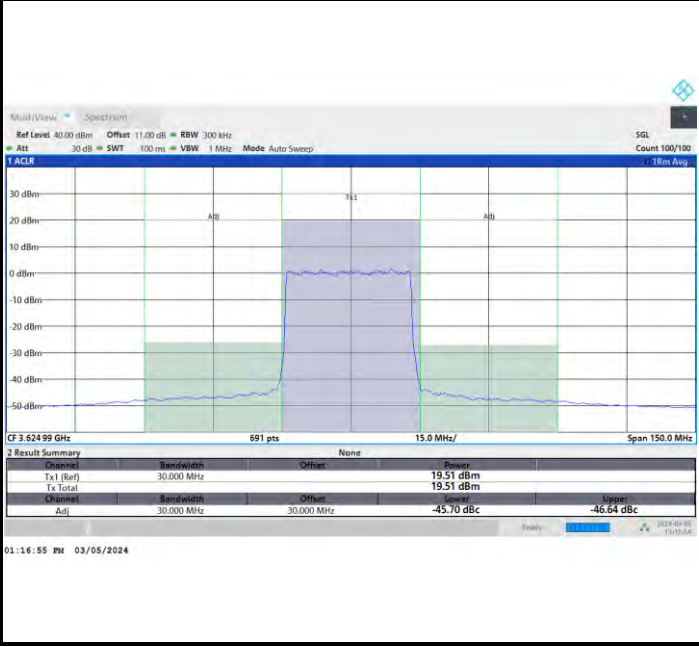 MultiView Spectrum
Ref Level 40.00 dBm Offset 11.00 dB RBW 300 kHz SGL
Att 30 dB SWT 100 ms VBW 1 MHz Mode Auto Sweep Count 100/100
1 ACLR 1Rm Avg
30 dBm
Tx1
20 dBm Adj Adj
10 dBm
0 dBm
-10 dBm
-20 dBm
-30 dBm
-40 dBm
-50 dBm
CF 3.624 99 GHz 691 pts 15.0 MHz/ Span 150.0 MHz
2 Result Summary None
Channel Bandwidth Offset Power
Tx1 (Ref) 30.000 MHz 19.51 dBm
Tx Total 19.51 dBm
Channel Bandwidth Offset Lower Upper
Adj 30.000 MHz 30.000 MHz -45.70 dBc -46.64 dBc
Ready 2024-03-05
13:16:54
01:16:55 PM 03/05/2024